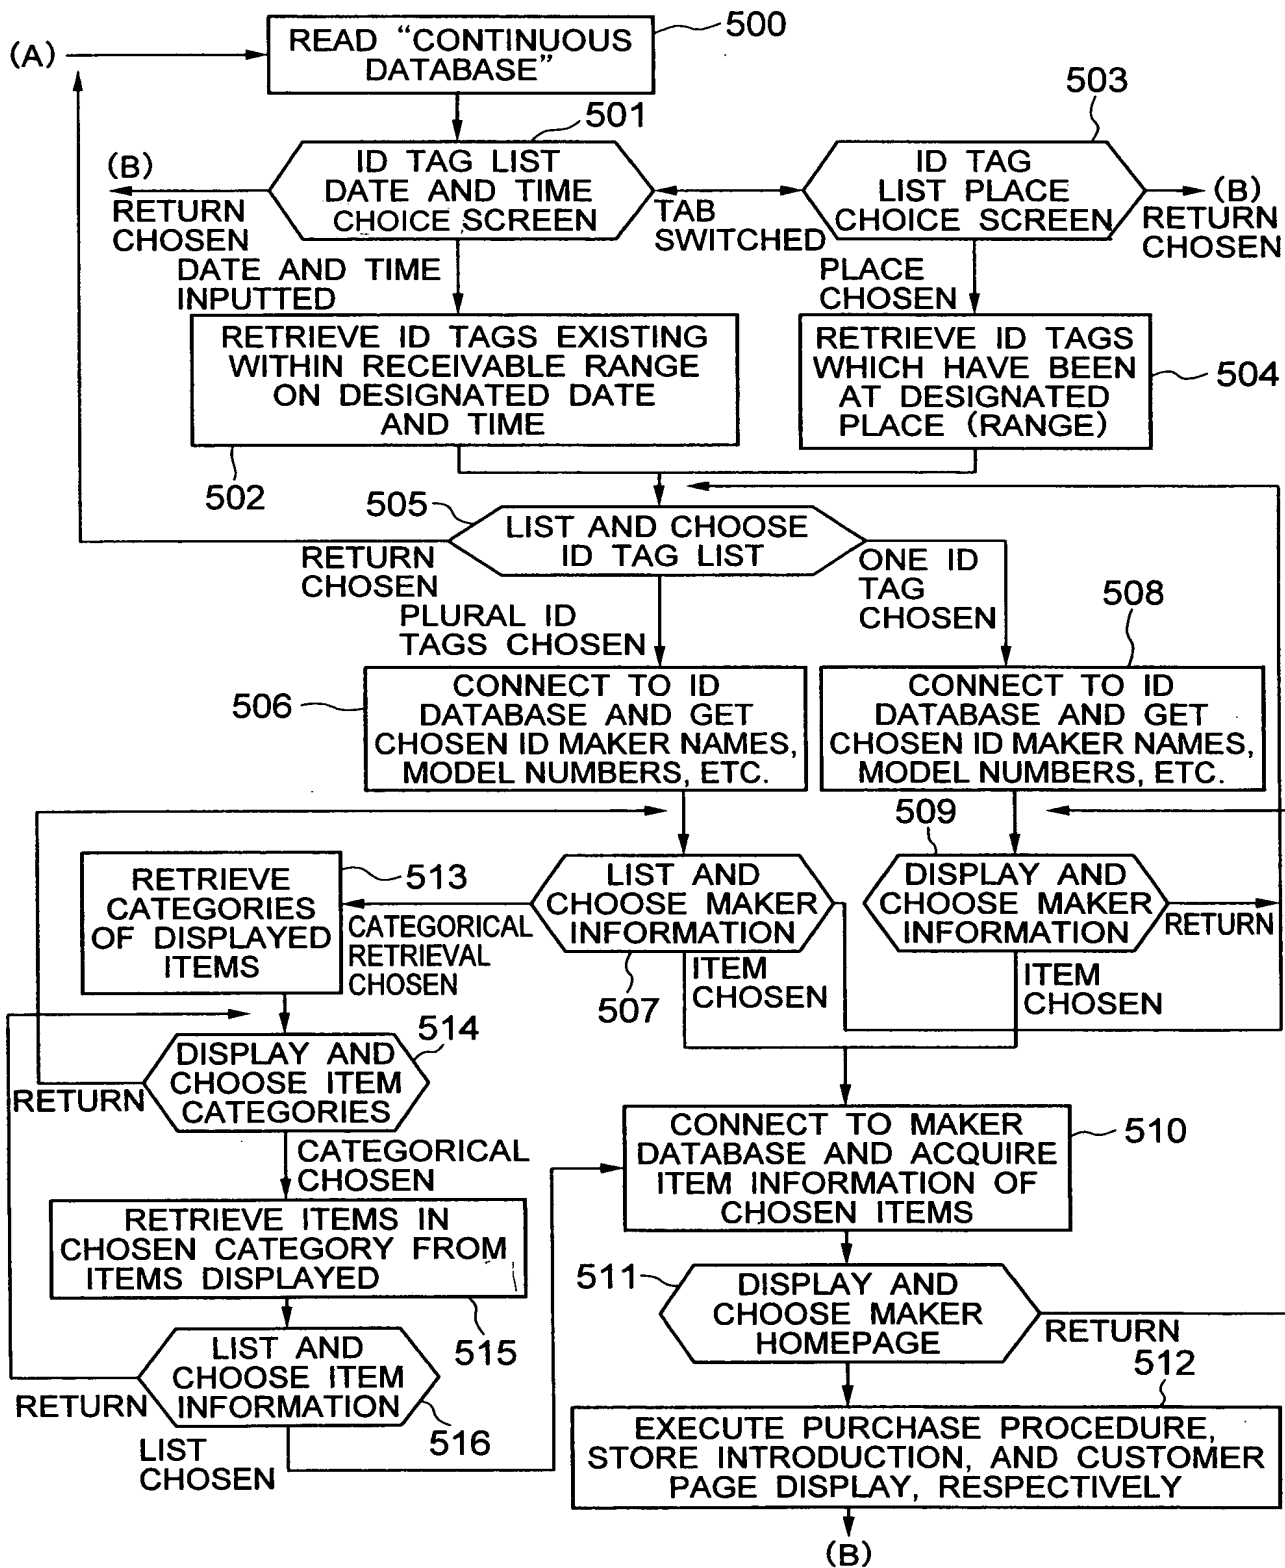 (A)
READ “CONTINUOUS
DATABASE”
500
501
503
(B)
RETURN
CHOSEN
ID TAG LIST
DATE AND TIME
CHOICE SCREEN
TAB
SWITCHED
ID TAG
LIST PLACE
CHOICE SCREEN
(B)
RETURN
CHOSEN
DATE AND TIME
INPUTTED
PLACE
CHOSEN
RETRIEVE ID TAGS EXISTING
WITHIN RECEIVABLE RANGE
ON DESIGNATED DATE
AND TIME
502
RETRIEVE ID TAGS
WHICH HAVE BEEN
AT DESIGNATED
PLACE (RANGE)
504
505
LIST AND CHOOSE
ID TAG LIST
RETURN
CHOSEN
ONE ID
TAG
CHOSEN
PLURAL ID
TAGS CHOSEN
506
CONNECT TO ID
DATABASE AND GET
CHOSEN ID MAKER NAMES,
MODEL NUMBERS, ETC.
508
CONNECT TO ID
DATABASE AND GET
CHOSEN ID MAKER NAMES,
MODEL NUMBERS, ETC.
509
RETRIEVE
CATEGORIES
OF DISPLAYED
ITEMS
513
CATEGORICAL
RETRIEVAL
CHOSEN
LIST AND
CHOOSE MAKER
INFORMATION
507
ITEM
CHOSEN
DISPLAY AND
CHOOSE MAKER
INFORMATION
RETURN
ITEM
CHOSEN
514
DISPLAY AND
CHOOSE ITEM
CATEGORIES
RETURN
CATEGORICAL
CHOSEN
RETRIEVE ITEMS IN
CHOSEN CATEGORY FROM
ITEMS DISPLAYED
515
LIST AND
CHOOSE ITEM
INFORMATION
RETURN
516
LIST
CHOSEN
CONNECT TO MAKER
DATABASE AND ACQUIRE
ITEM INFORMATION OF
CHOSEN ITEMS
510
511
DISPLAY AND
CHOOSE MAKER
HOMEPAGE
RETURN
512
EXECUTE PURCHASE PROCEDURE,
STORE INTRODUCTION, AND CUSTOMER
PAGE DISPLAY, RESPECTIVELY
(B)